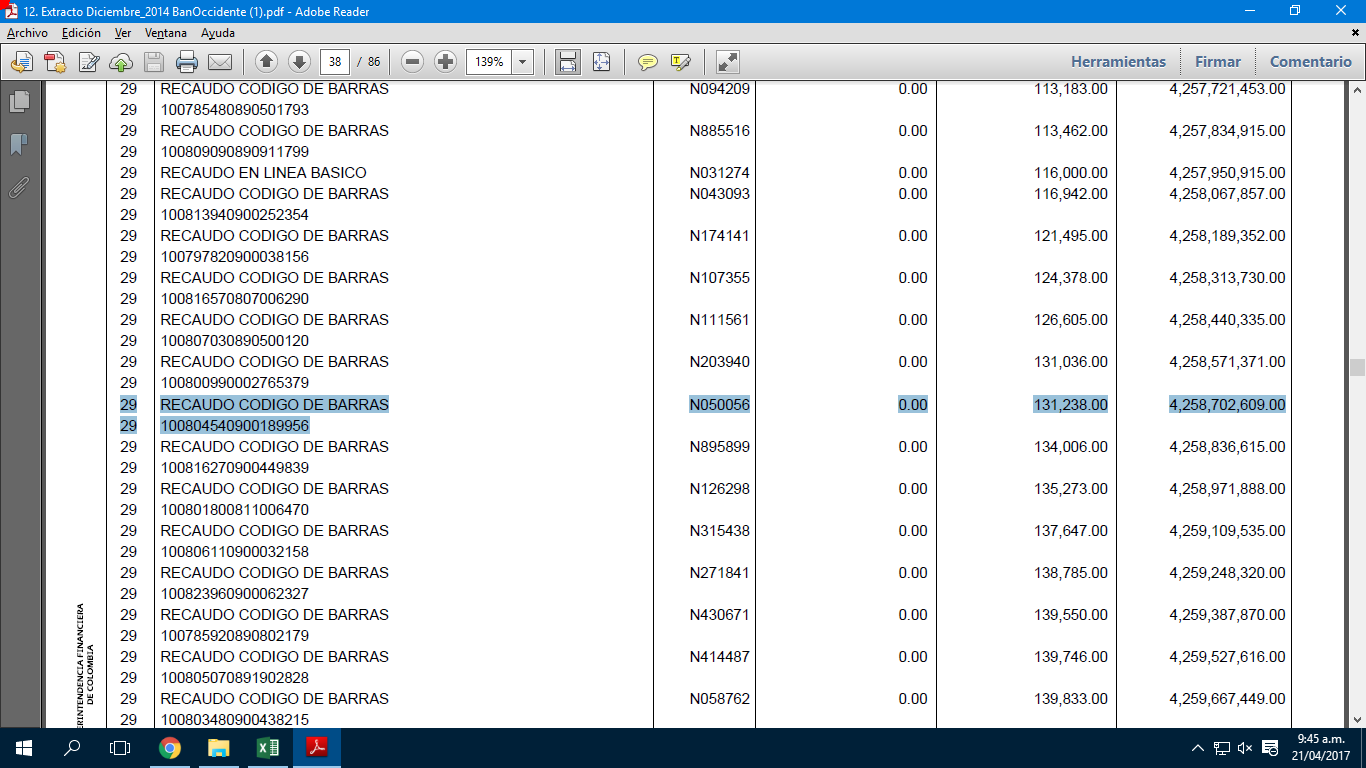 12. Extracto Diciembre_2014 BanOccidente (1).pdf - Adobe Reader
Archivo Edición Ver Ventana Ayuda
38 / 86 139% Herramientas Firmar Comentario
29 RECAUDO CODIGO DE BARRAS N094209 0.00 113,183.00 4,257,721,453.00
29 100785480890501793
29 RECAUDO CODIGO DE BARRAS N885516 0.00 113,462.00 4,257,834,915.00
29 100809090890911799
29 RECAUDO EN LINEA BASICO N031274 0.00 116,000.00 4,257,950,915.00
29 RECAUDO CODIGO DE BARRAS N043093 0.00 116,942.00 4,258,067,857.00
29 100813940900252354
29 RECAUDO CODIGO DE BARRAS N174141 0.00 121,495.00 4,258,189,352.00
29 100797820900038156
29 RECAUDO CODIGO DE BARRAS N107355 0.00 124,378.00 4,258,313,730.00
29 100816570807006290
29 RECAUDO CODIGO DE BARRAS N111561 0.00 126,605.00 4,258,440,335.00
29 100807030890500120
29 RECAUDO CODIGO DE BARRAS N203940 0.00 131,036.00 4,258,571,371.00
29 100800990002765379
29 RECAUDO CODIGO DE BARRAS N050056 0.00 131,238.00 4,258,702,609.00
29 100804540900189956
29 RECAUDO CODIGO DE BARRAS N895899 0.00 134,006.00 4,258,836,615.00
29 100816270900449839
29 RECAUDO CODIGO DE BARRAS N126298 0.00 135,273.00 4,258,971,888.00
29 100801800811006470
29 RECAUDO CODIGO DE BARRAS N315438 0.00 137,647.00 4,259,109,535.00
29 100806110900032158
29 RECAUDO CODIGO DE BARRAS N271841 0.00 138,785.00 4,259,248,320.00
29 100823960900062327
29 RECAUDO CODIGO DE BARRAS N430671 0.00 139,550.00 4,259,387,870.00
29 100785920890802179
29 RECAUDO CODIGO DE BARRAS N414487 0.00 139,746.00 4,259,527,616.00
29 100805070891902828
29 RECAUDO CODIGO DE BARRAS N058762 0.00 139,833.00 4,259,667,449.00
29 100803480900438215
ERINTENDENCIA FINANCIERA
DE COLOMBIA
9:45 a.m.
21/04/2017